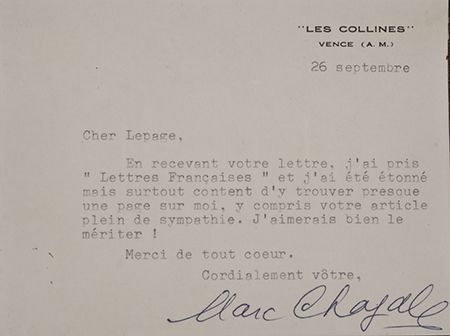 "LES COLLINES"
VENCE (A. M.)
26 septembre
Cher Lepage,
En recevant votre lettre, j'ai pris
" Lettres Françaises " et j'ai été étonné
mais surtout content d'y trouver presque
une page sur moi, y compris votre article
plein de sympathie. J'aimerais bien le
mériter !
Merci de tout coeur.
Cordialement vôtre,
Marc Chagall